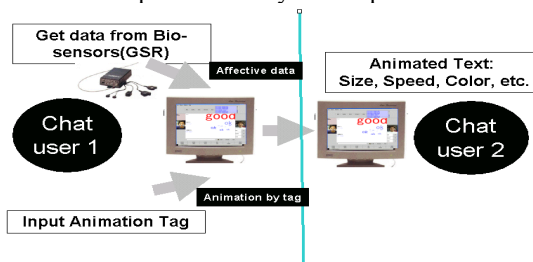 Get data from Bio-
sensors(GSR)
Affective data
Animated Text:
Size, Speed, Color, etc.
Chat
user 1
good
good
Chat
user 2
Animation by tag
Input Animation Tag